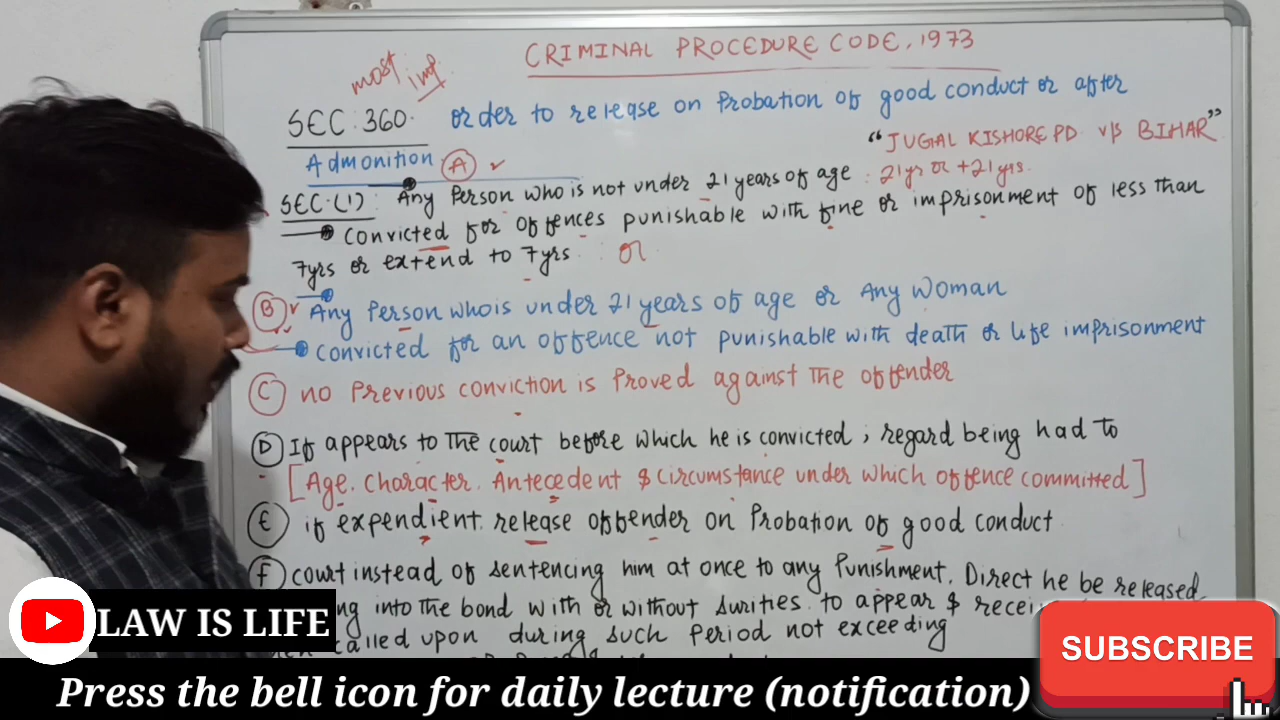 CRIMINAL PROCEDURE CODE, 1973
most imp.
SEC: 360. order to release on Probation of good conduct or after
Admonition. A
"JUGAL KISHORE PD v/s BIHAR"
SEC.(1): Any Person who is not under 21 years of age : 21yr or +21yrs.
convicted for offences punishable with fine or imprisonment of less than
7yrs or extend to 7yrs. or
B Any Person who is under 21 years of age or Any Woman
convicted for an offence not punishable with death or life imprisonment
C no Previous conviction is Proved against the offender
D If appears to the court before which he is convicted ; regard being had to
[Age. Character. Antecedent & circumstance under which offence committed]
E if expendient. release offender on Probation of good conduct
F court instead of sentencing him at once to any Punishment. Direct he be released
into the bond with or without surities. to appear &
called upon during such Period not exceeding
LAW IS LIFE
SUBSCRIBE
Press the bell icon for daily lecture (notification)